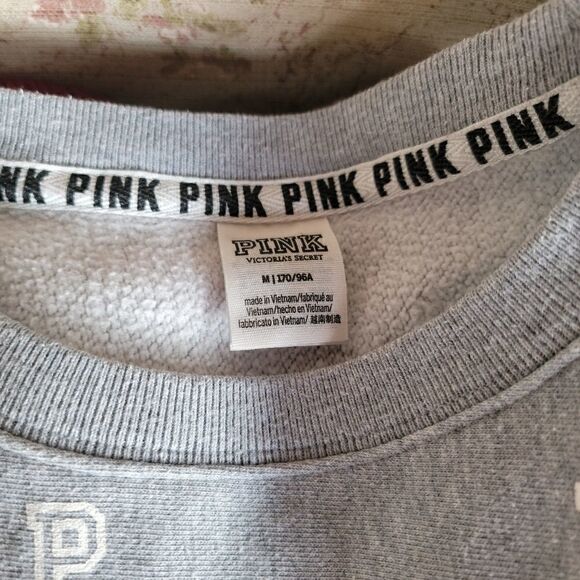 NK PINK PINK PINK PINK PINK
PINK
VICTORIA'S SECRET
M | 170/96A
made in Vietnam/fabriqué au
Vietnam/hecho en Vietnam/
fabbricato in Vietnam/ 越南制造
P